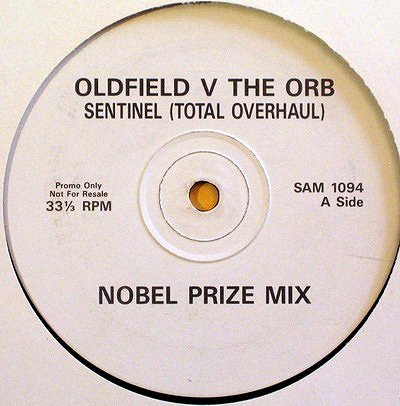 OLDFIELD V THE ORB
SENTINEL (TOTAL OVERHAUL)
Promo Only
Not For Resale
33⅓ RPM
SAM 1094
A Side
NOBEL PRIZE MIX